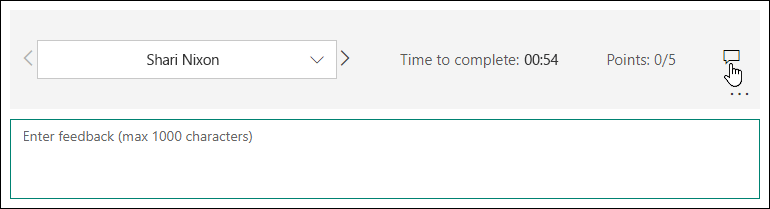 Shari Nixon Time to complete: 00:54 Points: 0/5
Enter feedback (max 1000 characters)